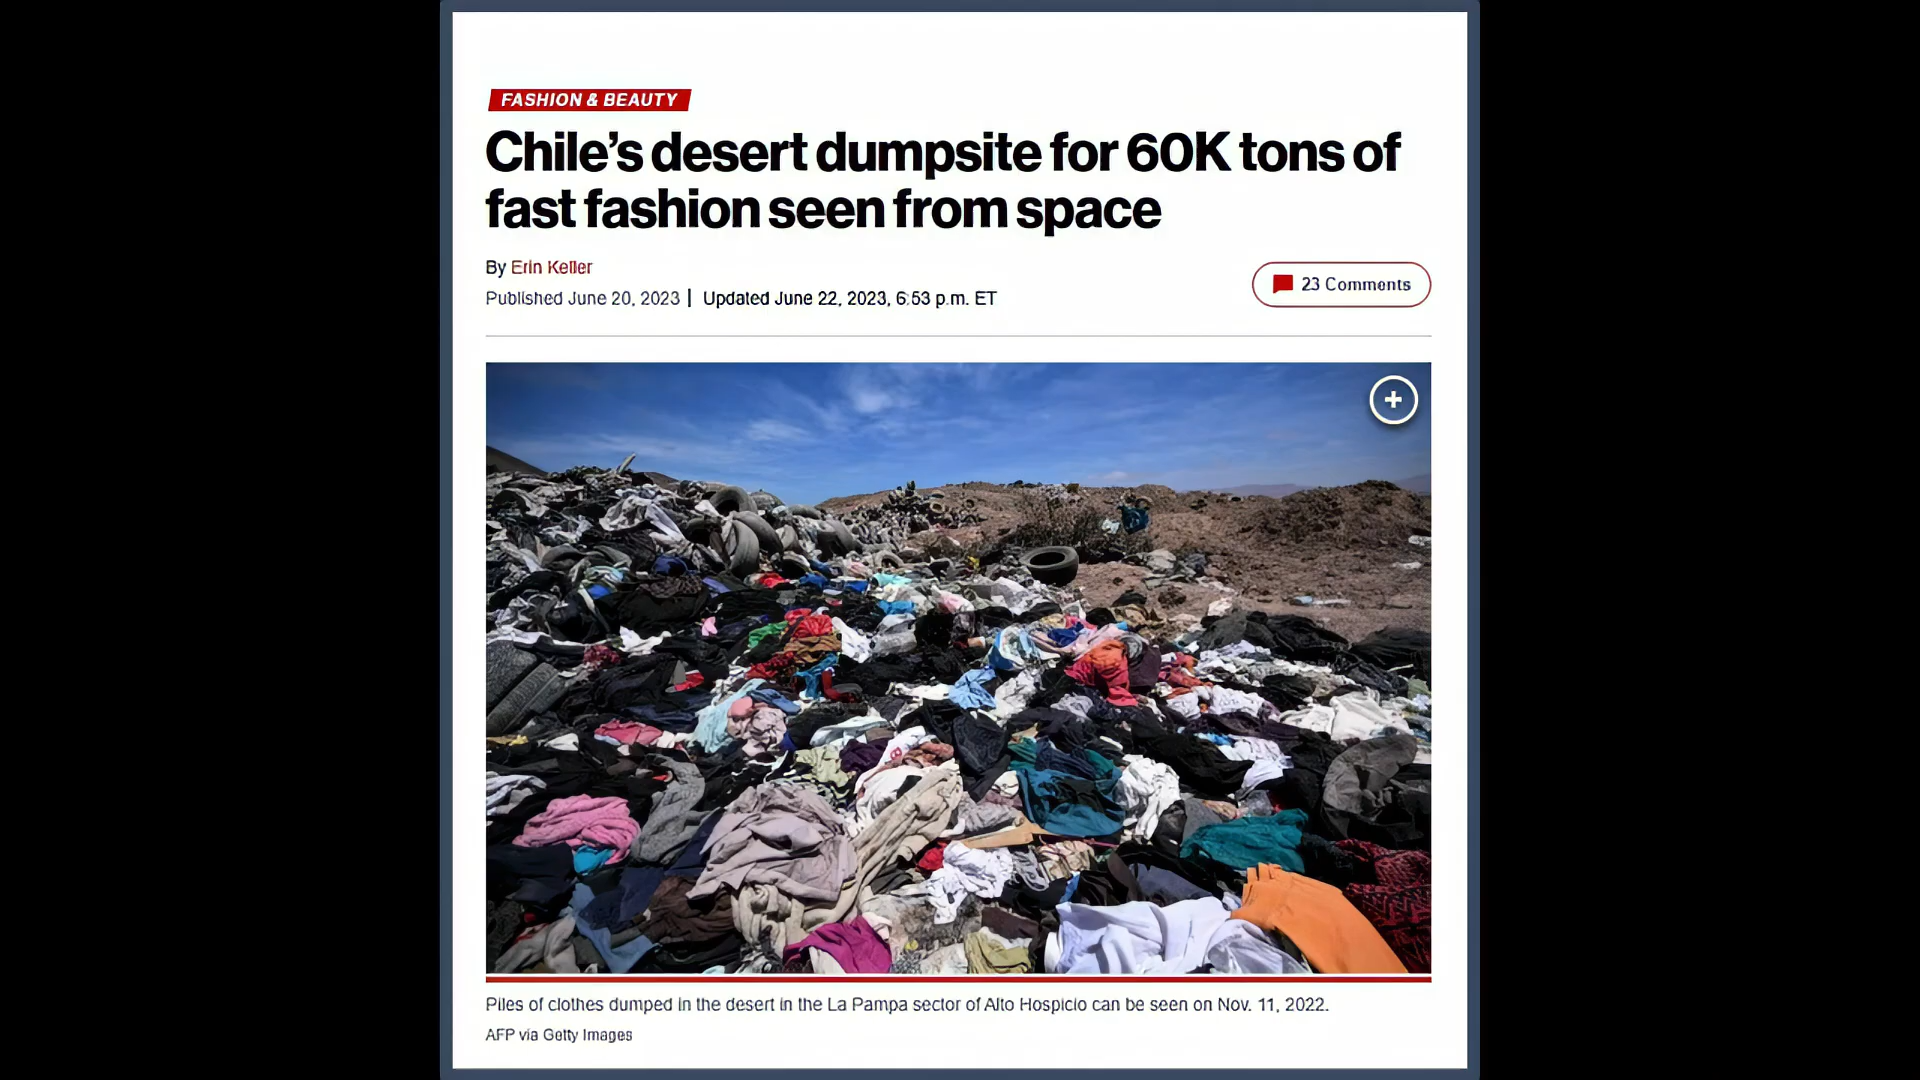 FASHION & BEAUTY
Chile's desert dumpsite for 60K tons of
fast fashion seen from space
By Erin Keller
Published June 20, 2023 | Updated June 22, 2023, 6:53 p.m. ET
23 Comments
Piles of clothes dumped in the desert in the La Pampa sector of Alto Hospicio can be seen on Nov. 11, 2022.
AFP via Getty Images